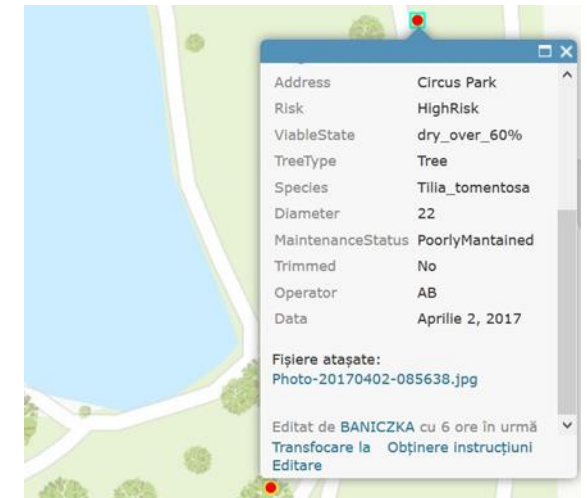 Address Circus Park
Risk HighRisk
ViableState dry_over_60%
TreeType Tree
Species Tilia_tomentosa
Diameter 22
MaintenanceStatus PoorlyMantained
Trimmed No
Operator AB
Data Aprilie 2, 2017
Fișiere atașate:
Photo-20170402-085638.jpg
Editat de BANICZKA cu 6 ore în urmă
Transfocare la Obținere instrucțiuni
Editare